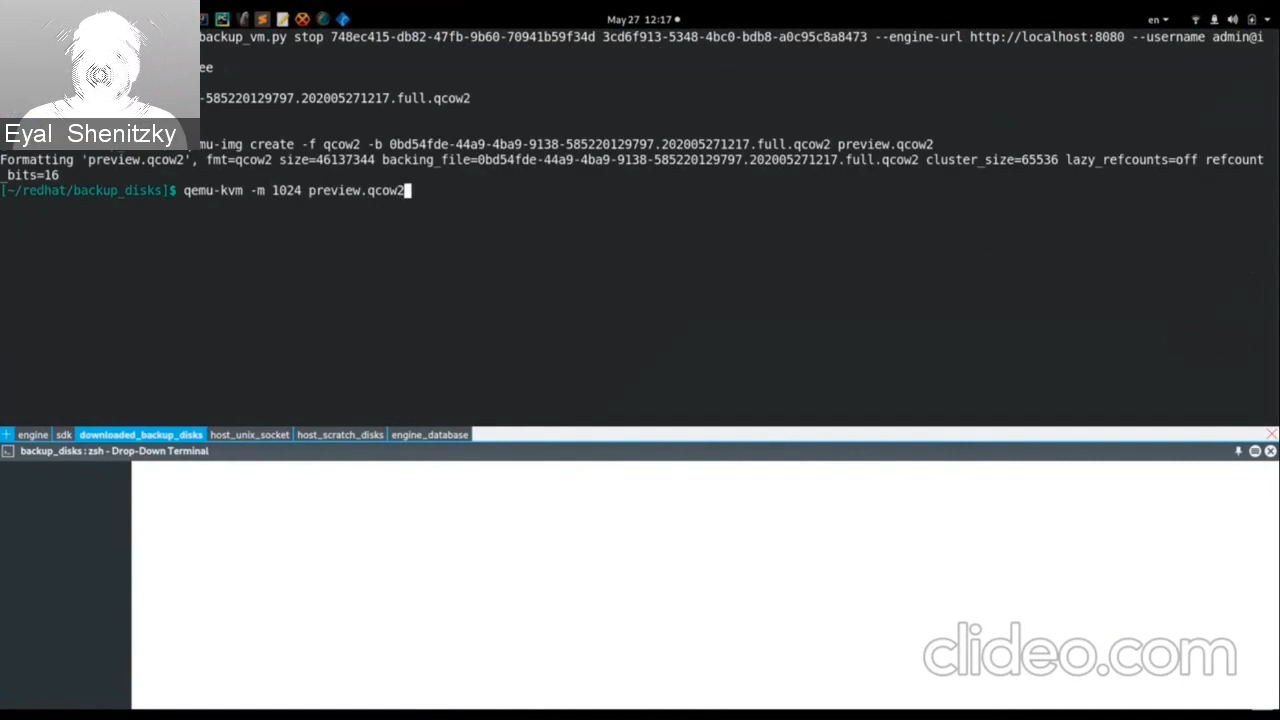 May 27 12:17
en
backup_vm.py stop 748ec415-db82-47fb-9b60-70941b59f34d 3cd6f913-5348-4bc0-bdb8-a0c95c8a8473 --engine-url http://localhost:8080 --username admin@i
ee
-585220129797.202005271217.full.qcow2
Eyal Shenitzky
mu-img create -f qcow2 -b 0bd54fde-44a9-4ba9-9138-585220129797.202005271217.full.qcow2 preview.qcow2
Formatting 'preview.qcow2', fmt=qcow2 size=46137344 backing_file=0bd54fde-44a9-4ba9-9138-585220129797.202005271217.full.qcow2 cluster_size=65536 lazy_refcounts=off refcount
_bits=16
[~/redhat/backup_disks]$ qemu-kvm -m 1024 preview.qcow2
engine sdk downloaded_backup_disks host_unix_socket host_scratch_disks engine_database
backup_disks : zsh - Drop-Down Terminal
clideo.com